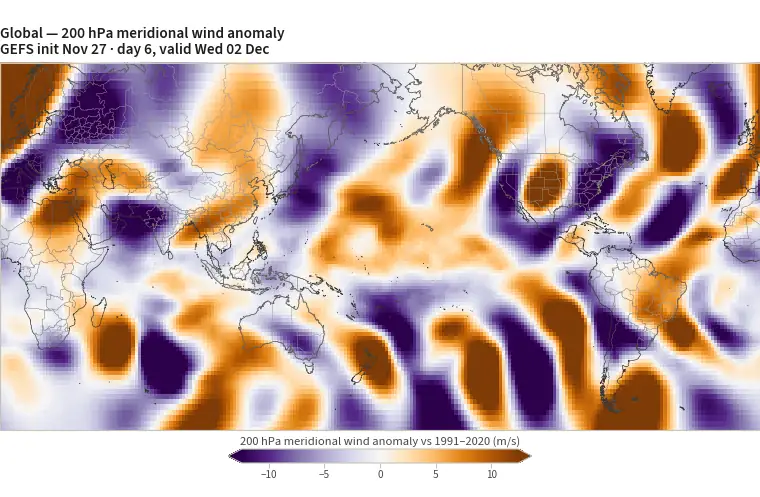 Global — 200 hPa meridional wind anomaly
GEFS init Nov 27 · day 6, valid Wed 02 Dec
200 hPa meridional wind anomaly vs 1991–2020 (m/s)
−10 −5 0 5 10